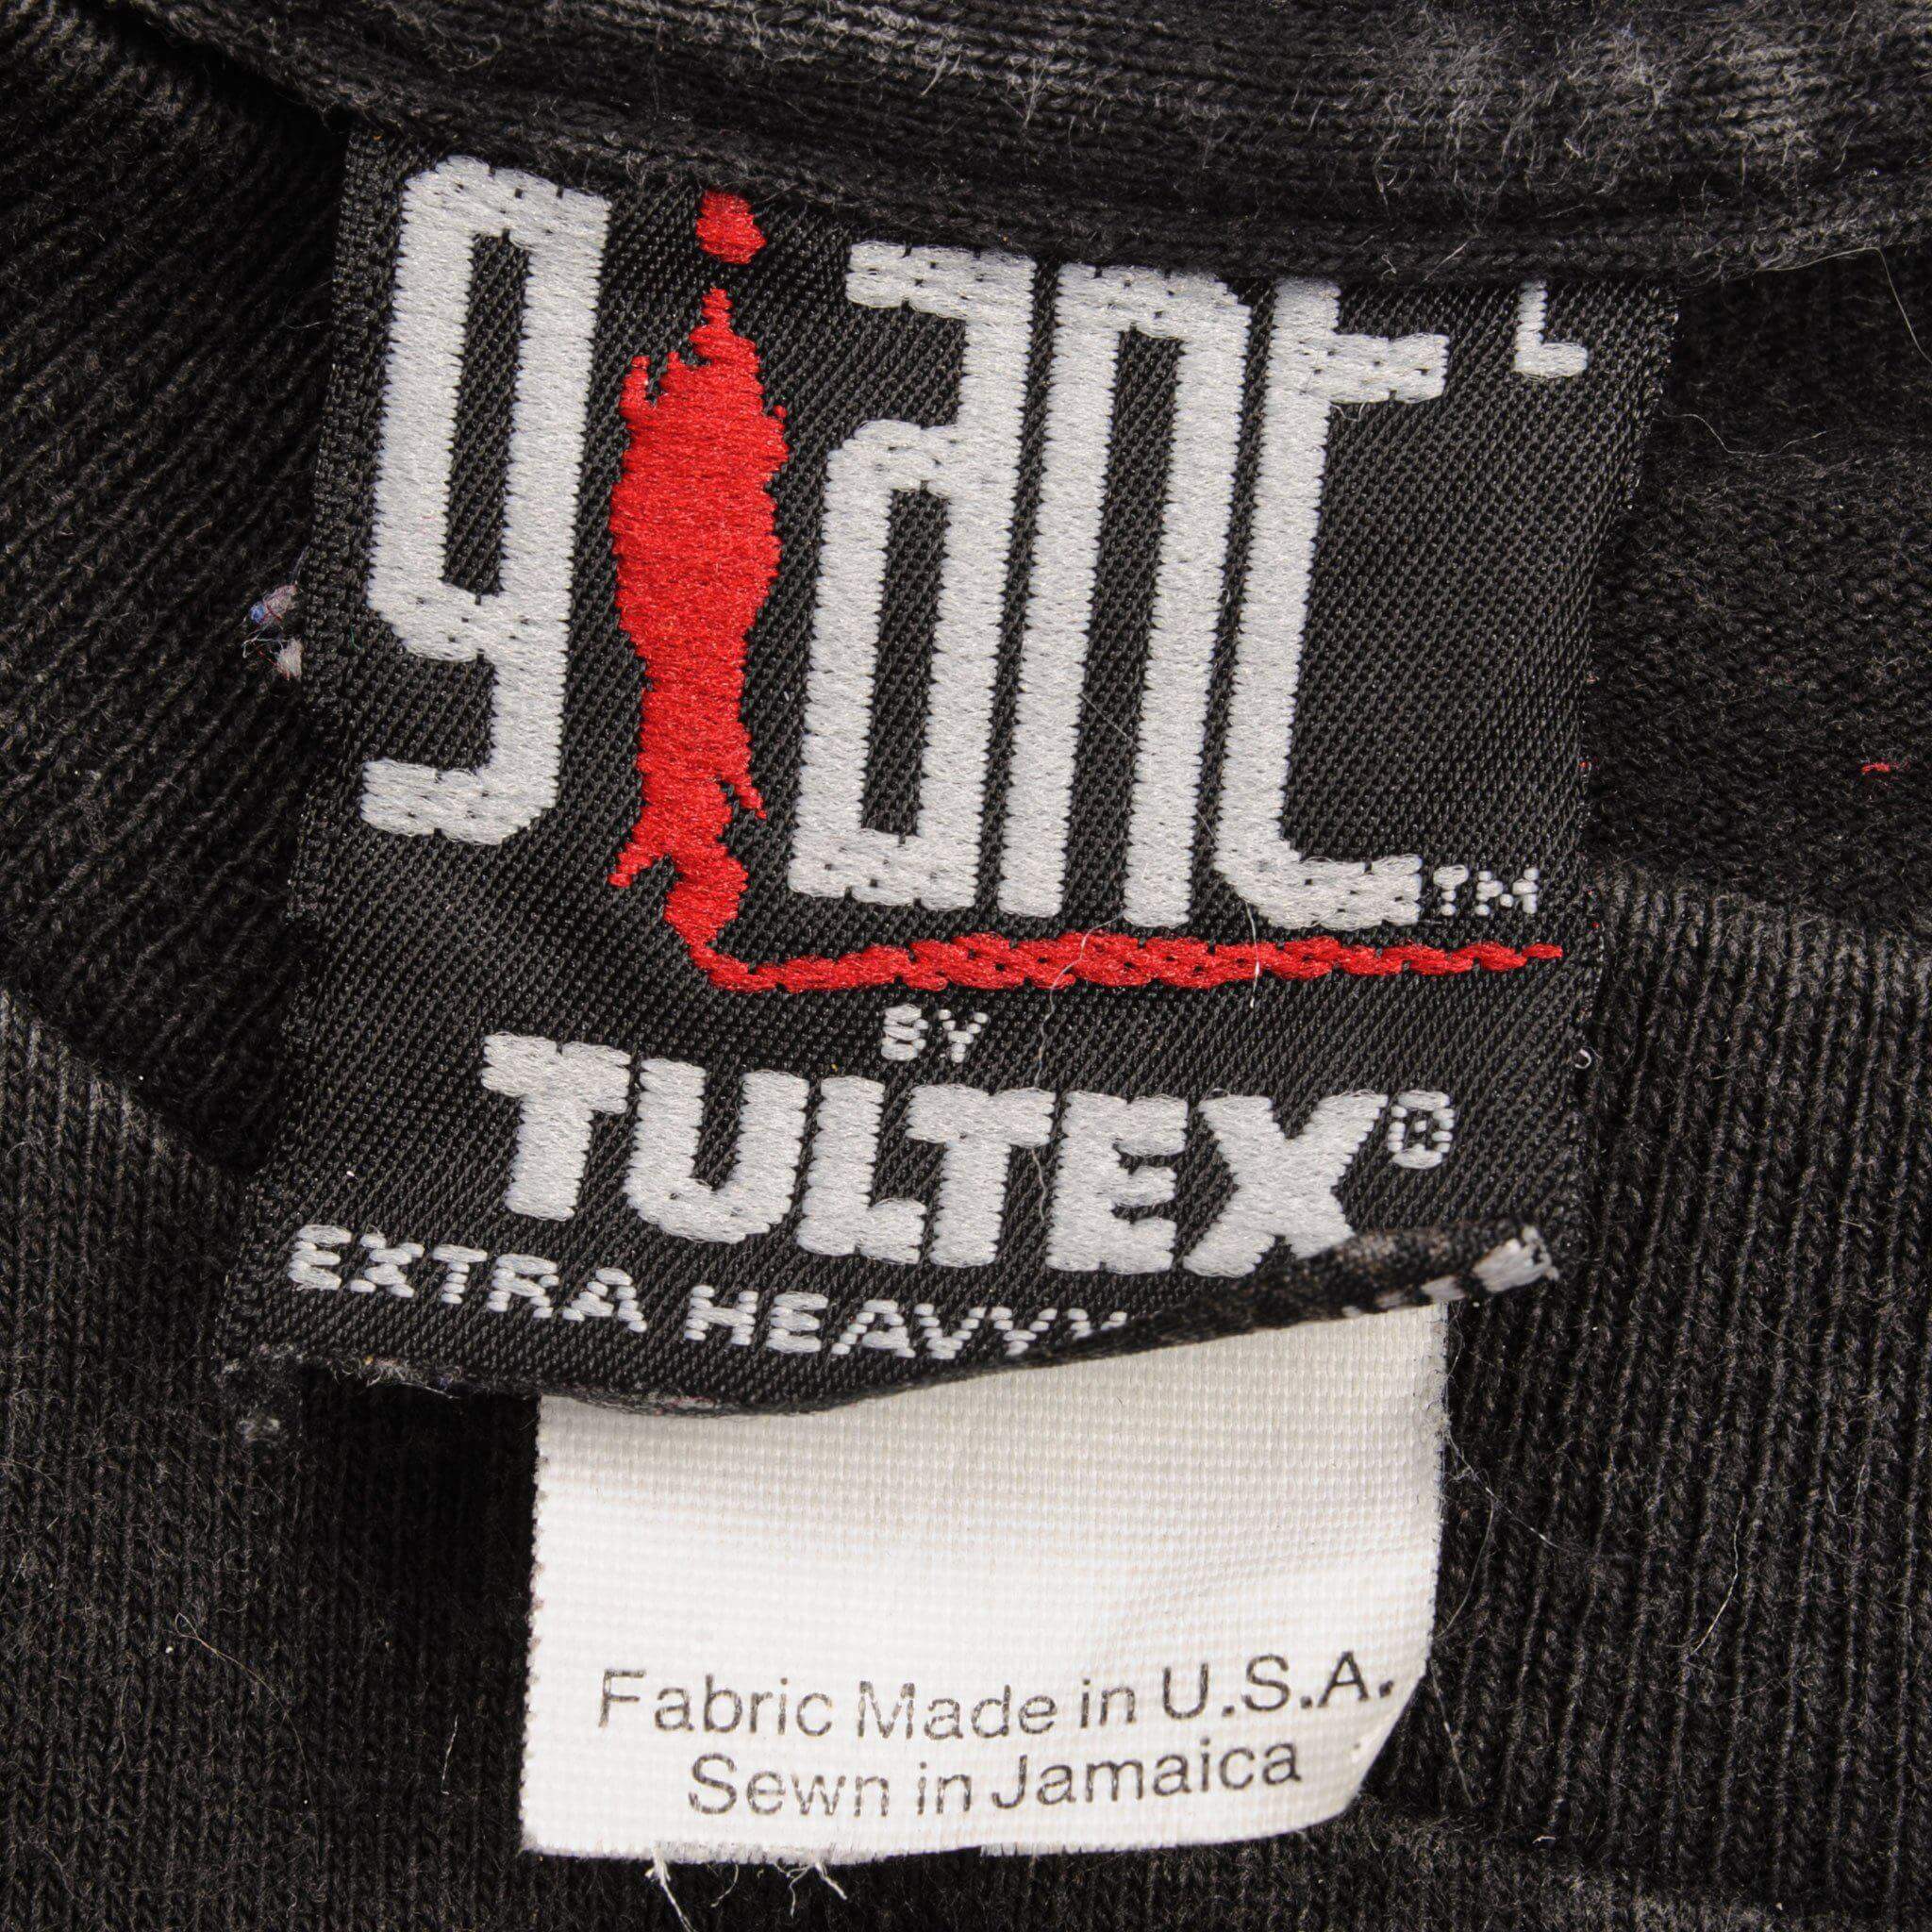 giant L
TM
BY
TULTEX®
EXTRA HEAVY
Fabric Made in U.S.A.
Sewn in Jamaica